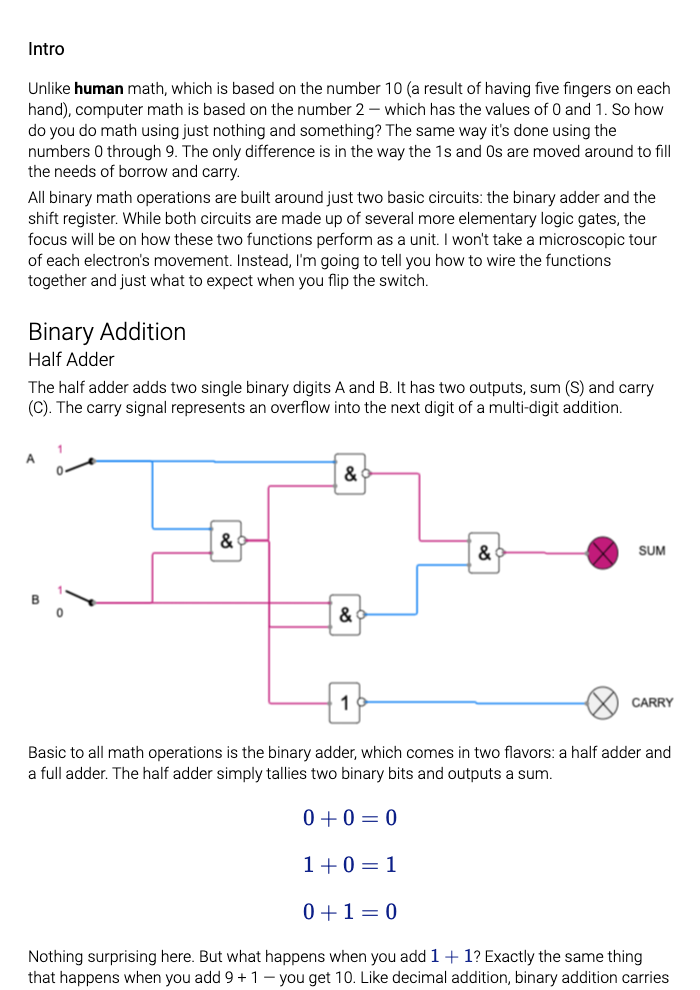 Intro
Unlike human math, which is based on the number 10 (a result of having five fingers on each
hand), computer math is based on the number 2 — which has the values of 0 and 1. So how
do you do math using just nothing and something? The same way it's done using the
numbers 0 through 9. The only difference is in the way the 1s and 0s are moved around to fill
the needs of borrow and carry.
All binary math operations are built around just two basic circuits: the binary adder and the
shift register. While both circuits are made up of several more elementary logic gates, the
focus will be on how these two functions perform as a unit. I won't take a microscopic tour
of each electron's movement. Instead, I'm going to tell you how to wire the functions
together and just what to expect when you flip the switch.
Binary Addition
Half Adder
The half adder adds two single binary digits A and B. It has two outputs, sum (S) and carry
(C). The carry signal represents an overflow into the next digit of a multi-digit addition.
A
1
0
&
&
&
SUM
B
1
0
&
1
CARRY
Basic to all math operations is the binary adder, which comes in two flavors: a half adder and
a full adder. The half adder simply tallies two binary bits and outputs a sum.
0 + 0 = 0
1 + 0 = 1
0 + 1 = 0
Nothing surprising here. But what happens when you add 1 + 1? Exactly the same thing
that happens when you add 9 + 1 — you get 10. Like decimal addition, binary addition carries